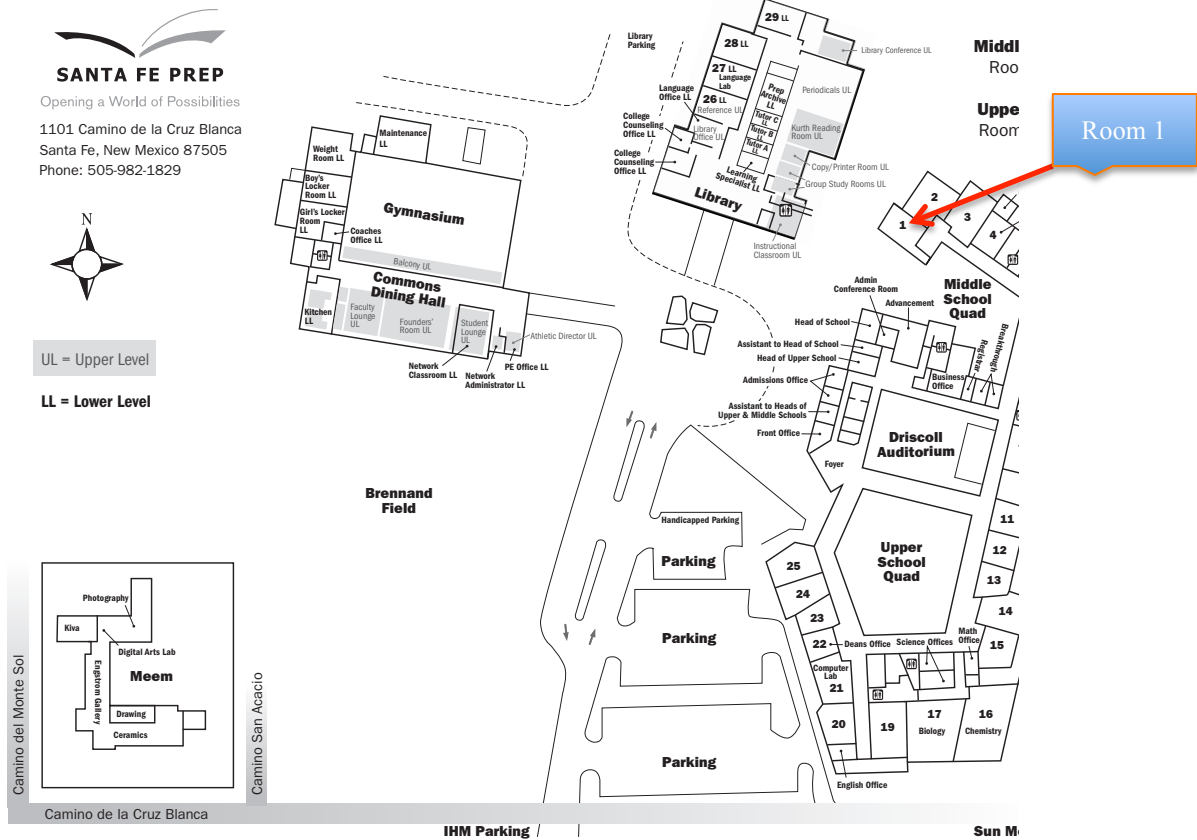 SANTA FE PREP
Opening a World of Possibilities
1101 Camino de la Cruz Blanca
Santa Fe, New Mexico 87505
Phone: 505-982-1829
N
UL = Upper Level
LL = Lower Level
Library
Parking
29 LL
28 LL
27 LL
Language
Lab
26 LL
Reference UL
Library
Office UL
Language
Office LL
College
Counseling
Office LL
College
Counseling
Office LL
Prep
Archive
LL
Tutor C
LL
Tutor B
LL
Tutor A
LL
Learning
Specialist LL
Library
Library Conference UL
Periodicals UL
Kurth Reading
Room UL
Copy/Printer Room UL
Group Study Rooms UL
Instructional
Classroom UL
Middl
Roo
Uppe
Room
Room 1
1
2
3
4
Middle
School
Quad
Maintenance
LL
Weight
Room LL
Boy's
Locker
Room LL
Girl's Locker
Room
LL
Coaches
Office LL
Gymnasium
Balcony UL
Commons
Dining Hall
Kitchen
LL
Faculty
Lounge
UL
Founders'
Room UL
Student
Lounge
UL
Athletic Director UL
PE Office LL
Network
Classroom LL
Network
Administrator LL
Admin
Conference Room
Advancement
Head of School
Assistant to Head of School
Head of Upper School
Admissions Office
Assistant to Heads of
Upper & Middle Schools
Front Office
Foyer
Business
Office
Registrar
Breakthrough
Driscoll
Auditorium
Brennand
Field
Handicapped Parking
Parking
Parking
Parking
Upper
School
Quad
11
12
13
14
15
25
24
23
22
Deans Office
Science Offices
Math
Office
Computer
Lab
21
20
19
17
Biology
16
Chemistry
English Office
Photography
Kiva
Digital Arts Lab
Meem
Engstrom Gallery
Drawing
Ceramics
Camino del Monte Sol
Camino San Acacio
Camino de la Cruz Blanca
IHM Parking
Sun M